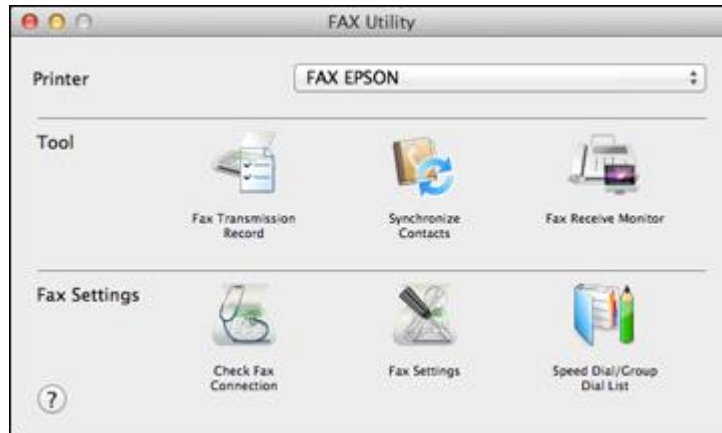 FAX Utility
Printer
FAX EPSON
Tool
Fax Transmission
Record
Synchronize
Contacts
Fax Receive Monitor
Fax Settings
Check Fax
Connection
Fax Settings
Speed Dial/Group
Dial List
?